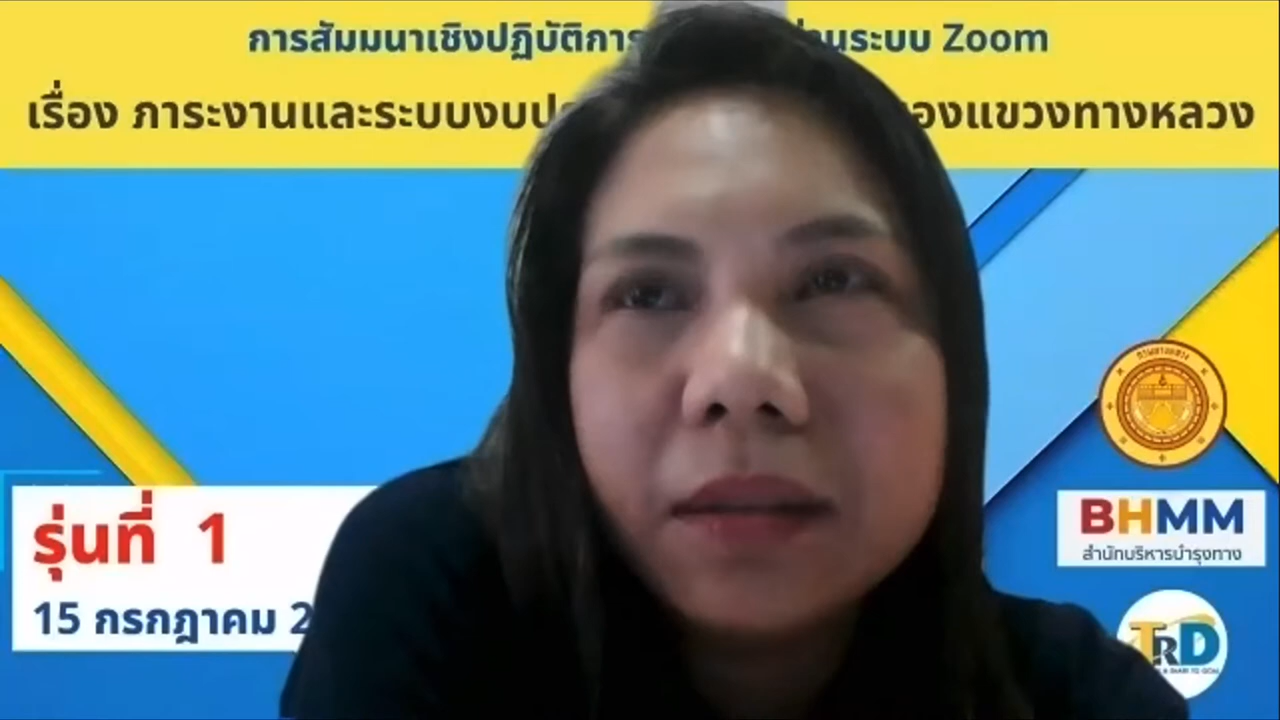 การสัมมนาเชิงปฏิบัติการ ระบบ Zoom
เรื่อง ภาระงานและระบบงบ แขวงทางหลวง
รุ่นที่ 1
15 กรกฎาคม
BHMM
สำนักบริหารบำรุงทาง
TRD